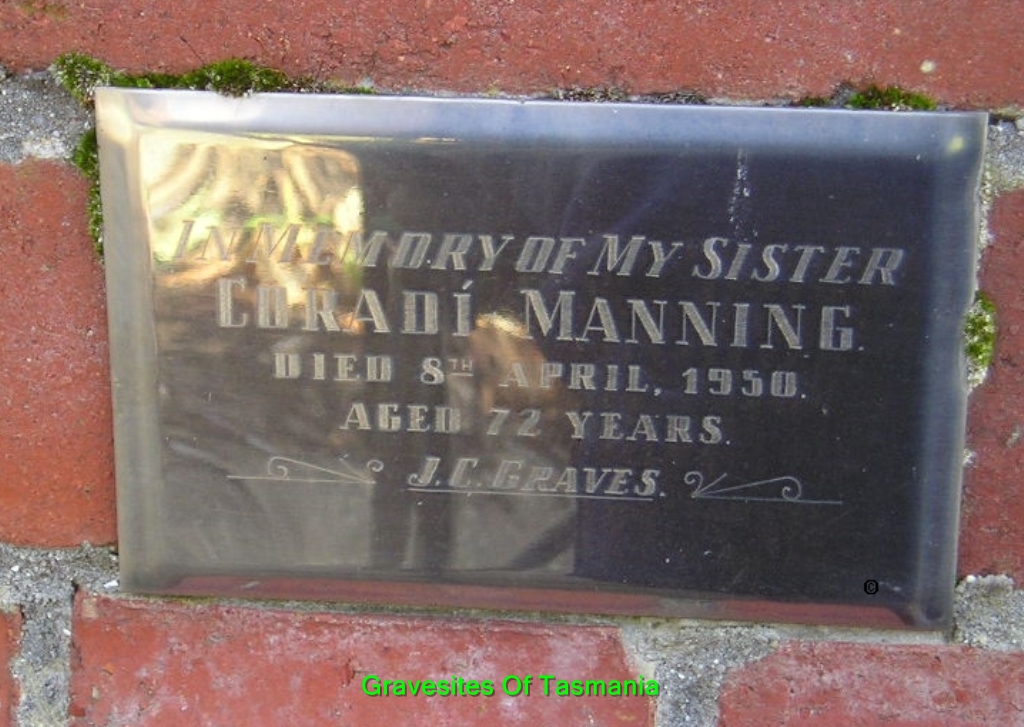 IN MEMORY OF MY SISTER
CORADÍ MANNING.
DIED 8TH APRIL, 1950.
AGED 72 YEARS.
J.C. GRAVES.
©
Gravesites Of Tasmania